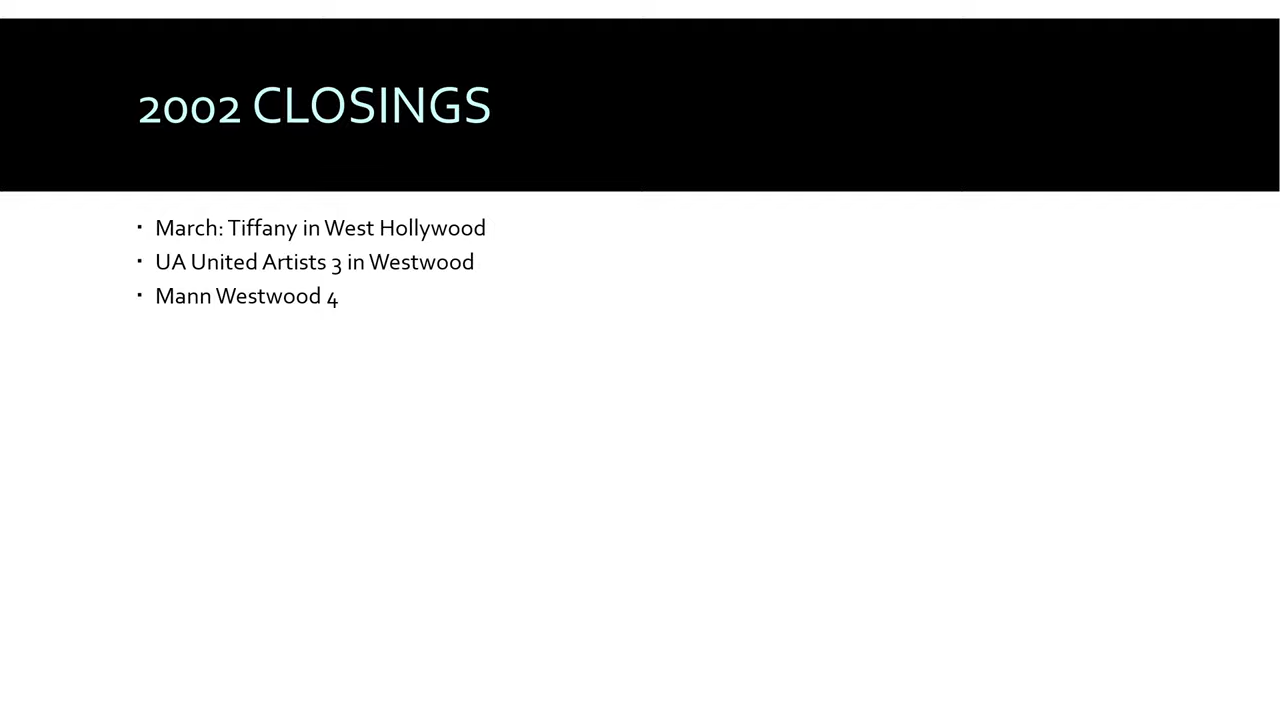 2002 CLOSINGS
▪ March: Tiffany in West Hollywood
▪ UA United Artists 3 in Westwood
▪ Mann Westwood 4